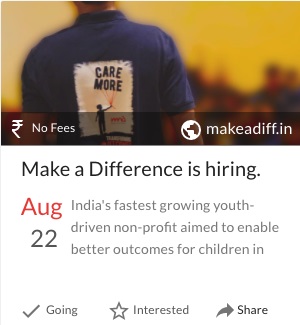 CARE
MORE
₹ No Fees
makeadiff.in
Make a Difference is hiring.
Aug
22
India's fastest growing youth-
driven non-profit aimed to enable
better outcomes for children in
Going
Interested
Share